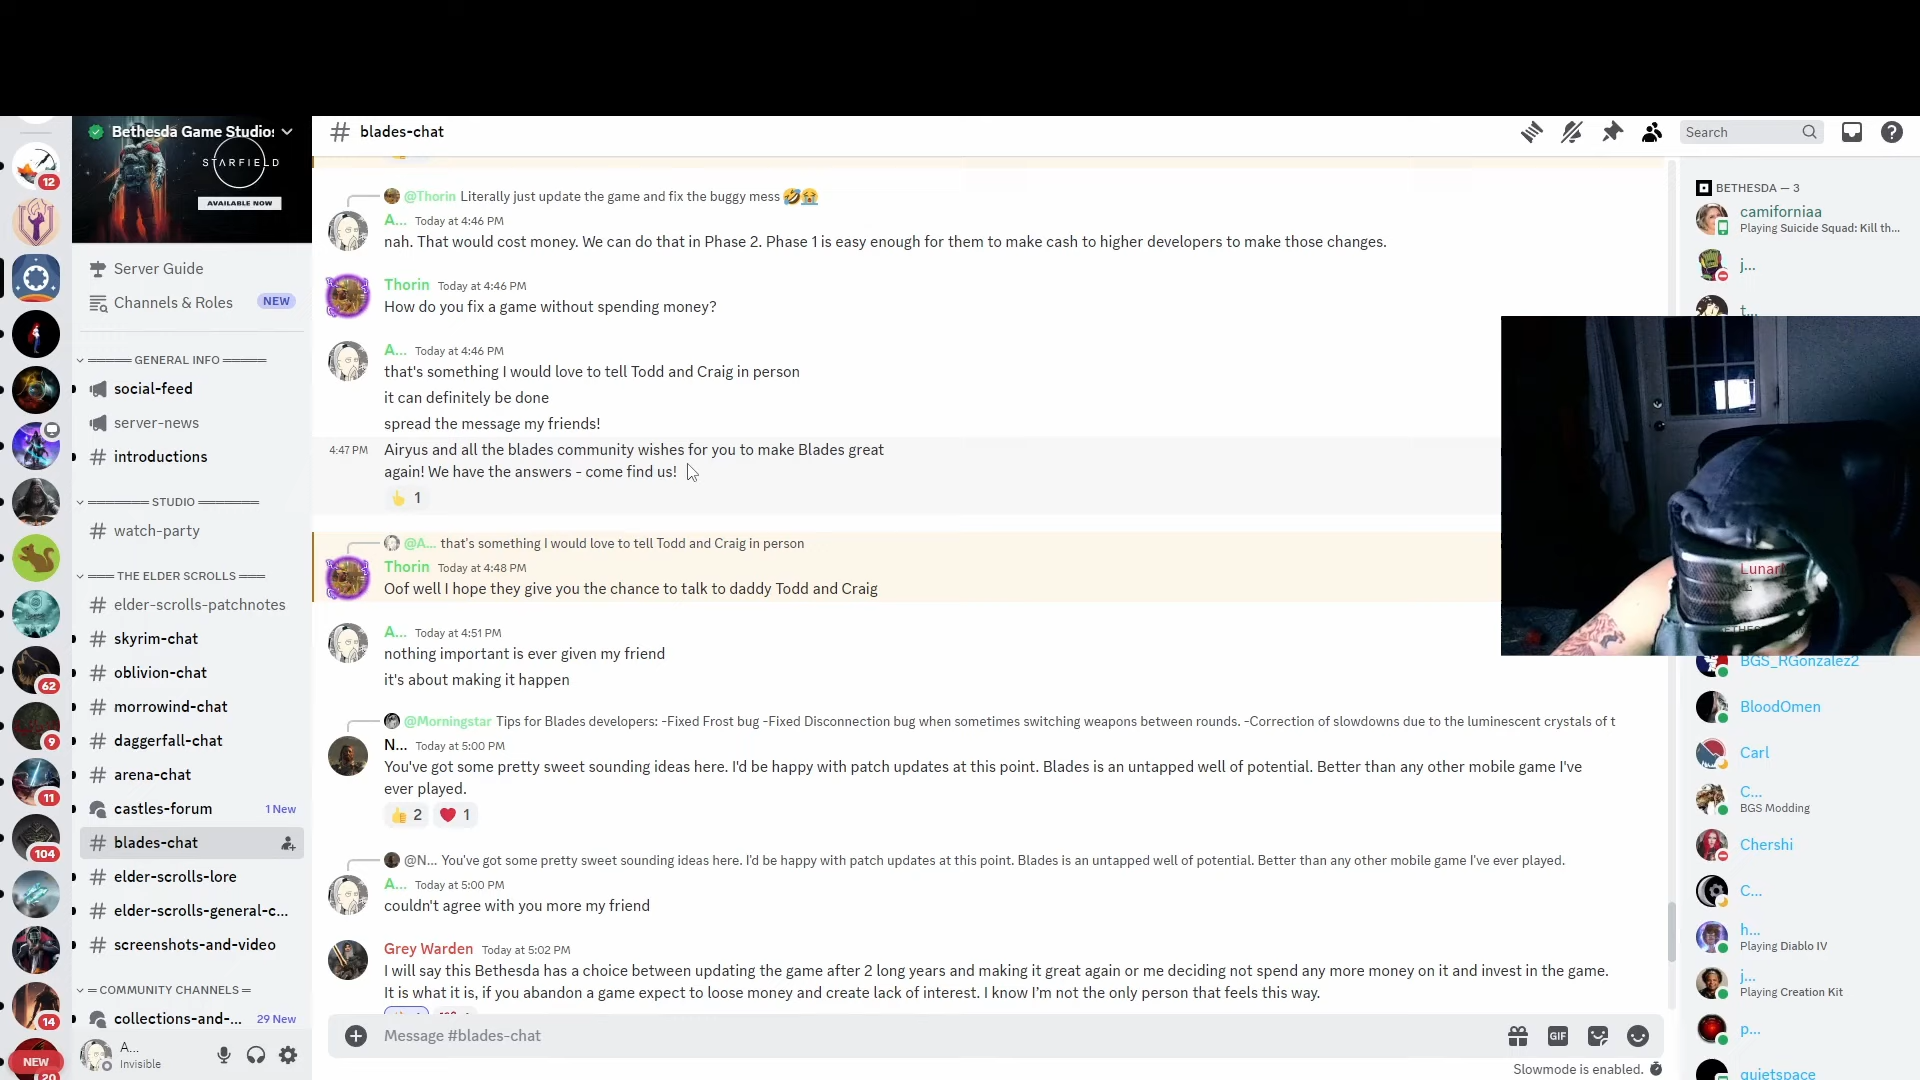 Bethesda Game Studios
STARFIELD
AVAILABLE NOW
Server Guide
Channels & Roles
NEW
GENERAL INFO
social-feed
server-news
introductions
STUDIO
watch-party
THE ELDER SCROLLS
elder-scrolls-patchnotes
skyrim-chat
oblivion-chat
morrowind-chat
daggerfall-chat
arena-chat
castles-forum 1 New
blades-chat
elder-scrolls-lore
elder-scrolls-general-c...
screenshots-and-video
= COMMUNITY CHANNELS =
collections-and-... 29 New
A...
Invisible
12
62
9
11
104
14
NEW
20
# blades-chat
Search
@Thorin Literally just update the game and fix the buggy mess 🤣😭
A... Today at 4:46 PM
nah. That would cost money. We can do that in Phase 2. Phase 1 is easy enough for them to make cash to higher developers to make those changes.
Thorin Today at 4:46 PM
How do you fix a game without spending money?
A... Today at 4:46 PM
that's something I would love to tell Todd and Craig in person
it can definitely be done
spread the message my friends!
4:47 PM Airyus and all the blades community wishes for you to make Blades great
again! We have the answers - come find us!
👍 1
@A... that's something I would love to tell Todd and Craig in person
Thorin Today at 4:48 PM
Oof well I hope they give you the chance to talk to daddy Todd and Craig
A... Today at 4:51 PM
nothing important is ever given my friend
it's about making it happen
@Morningstar Tips for Blades developers: -Fixed Frost bug -Fixed Disconnection bug when sometimes switching weapons between rounds. -Correction of slowdowns due to the luminescent crystals of t
N... Today at 5:00 PM
You've got some pretty sweet sounding ideas here. I'd be happy with patch updates at this point. Blades is an untapped well of potential. Better than any other mobile game I've
ever played.
👍 2 ❤️ 1
@N... You've got some pretty sweet sounding ideas here. I'd be happy with patch updates at this point. Blades is an untapped well of potential. Better than any other mobile game I've ever played.
A... Today at 5:00 PM
couldn't agree with you more my friend
Grey Warden Today at 5:02 PM
I will say this Bethesda has a choice between updating the game after 2 long years and making it great again or me deciding not spend any more money on it and invest in the game.
It is what it is, if you abandon a game expect to loose money and create lack of interest. I know I'm not the only person that feels this way.
Message #blades-chat
GIF
Slowmode is enabled.
BETHESDA — 3
camiforniaa
Playing Suicide Squad: Kill th...
j...
t...
Lunar
BGS_RGonzalez2
BloodOmen
Carl
C...
BGS Modding
Chershi
C...
h...
Playing Diablo IV
j...
Playing Creation Kit
p...
quietspace